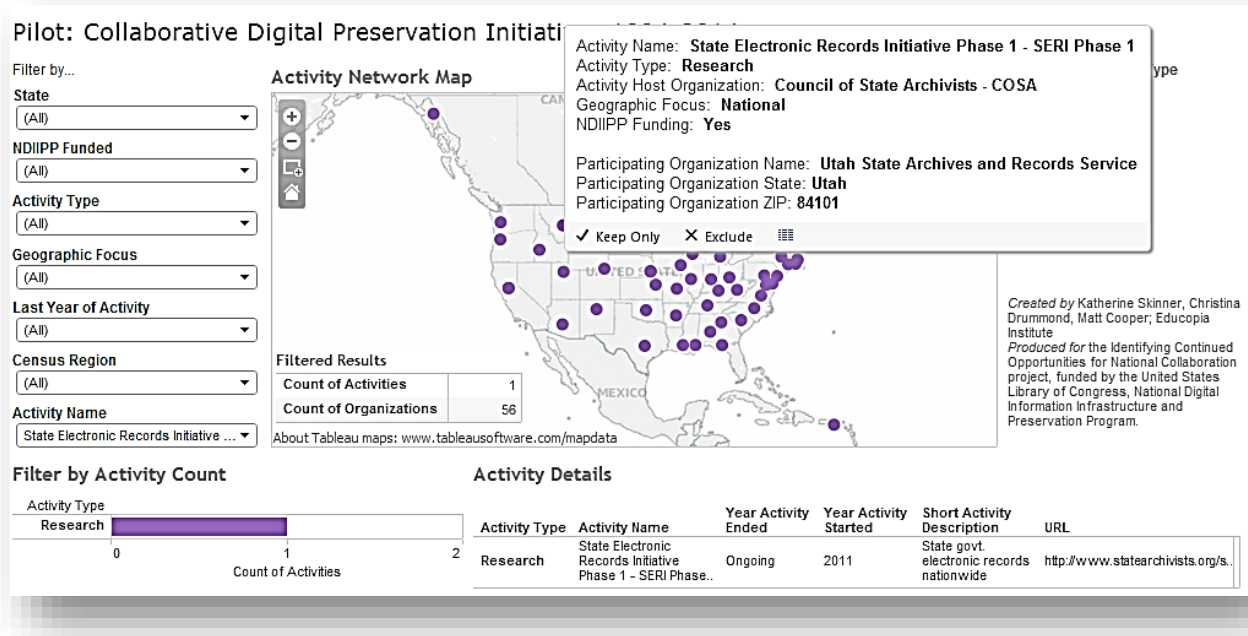 Pilot: Collaborative Digital Preservation
Filter by...
State
(All)
NDIIPP Funded
(All)
Activity Type
(All)
Geographic Focus
(All)
Last Year of Activity
(All)
Census Region
(All)
Activity Name
State Electronic Records Initiative ...
Activity Network Map
Activity Name: State Electronic Records Initiative Phase 1 - SERI Phase 1
Activity Type: Research
Activity Host Organization: Council of State Archivists - COSA
Geographic Focus: National
NDIIPP Funding: Yes
Participating Organization Name: Utah State Archives and Records Service
Participating Organization State: Utah
Participating Organization ZIP: 84101
Keep Only Exclude
MEXICO
Filtered Results
Count of Activities 1
Count of Organizations 56
About Tableau maps: www.tableausoftware.com/mapdata
Created by Katherine Skinner, Christina
Drummond, Matt Cooper; Educopia
Institute
Produced for the Identifying Continued
Opportunities for National Collaboration
project, funded by the United States
Library of Congress, National Digital
Information Infrastructure and
Preservation Program.
Filter by Activity Count
Activity Type
Research
0 1 2
Count of Activities
Activity Details
Activity Type Activity Name Year Activity Ended Year Activity Started Short Activity Description URL
Research State Electronic Records Initiative Phase 1 - SERI Phase.. Ongoing 2011 State govt. electronic records nationwide http://www.statearchivists.org/s..